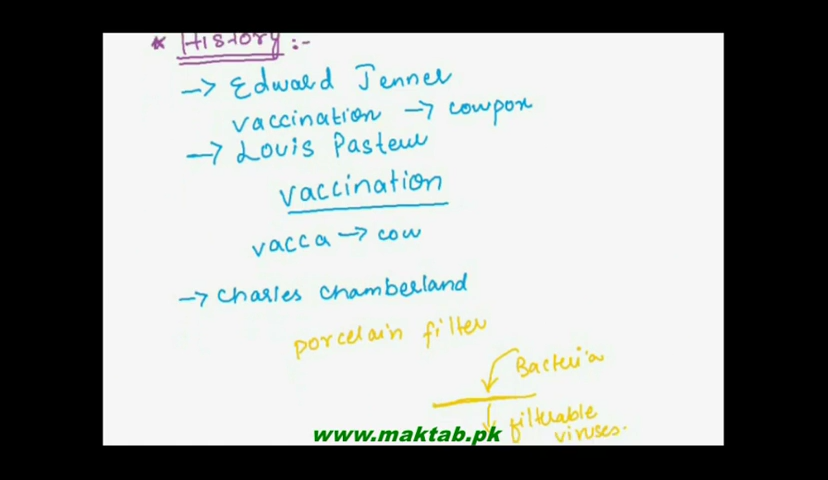 * History :-
→ Edward Jenner
vaccination → cowpox
→ Louis Pasteur
vaccination
vacca → cow
→ Charles Chamberland
porcelain filter
Bacteria
filterable
viruses.
www.maktab.pk